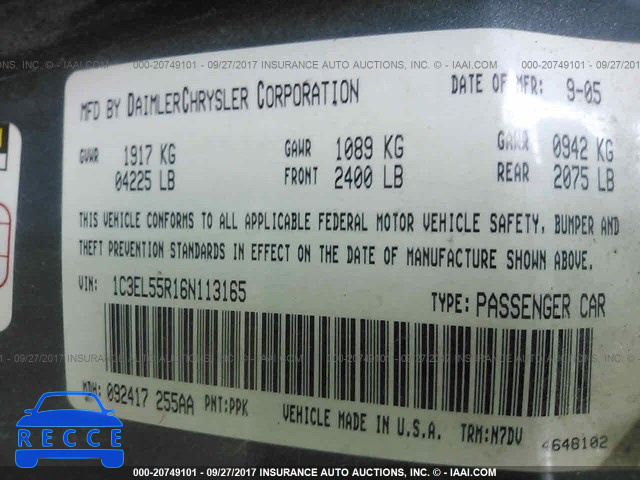 000-20749101 - 09/27/2017 INSURANCE AUTO AUCTIONS, INC. - IAAI.COM
MFD BY DAIMLERCHRYSLER CORPORATION
DATE OF MFR: 9-05
GVWR 1917 KG GAWR 1089 KG GAWR 0942 KG
04225 LB FRONT 2400 LB REAR 2075 LB
THIS VEHICLE CONFORMS TO ALL APPLICABLE FEDERAL MOTOR VEHICLE SAFETY, BUMPER AND
THEFT PREVENTION STANDARDS IN EFFECT ON THE DATE OF MANUFACTURE SHOWN ABOVE.
VIN: 1C3EL55R16N113165 TYPE: PASSENGER CAR
MDH: 092417 255AA PNT:PPK VEHICLE MADE IN U.S.A. TRM:N7DV 4648102
RECCE
000-20749101 - 09/27/2017 INSURANCE AUTO AUCTIONS, INC. - IAAI.COM